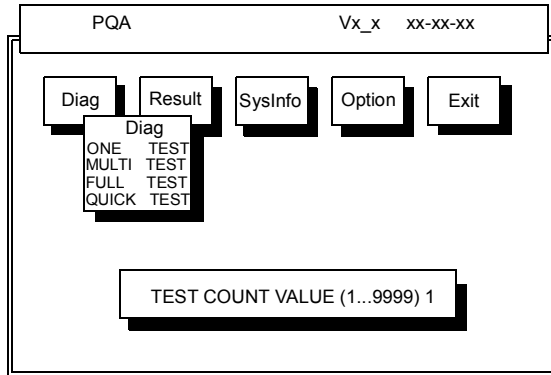 PQA Vx_x xx-xx-xx
Diag Result SysInfo Option Exit
Diag
ONE TEST
MULTI TEST
FULL TEST
QUICK TEST
TEST COUNT VALUE (1...9999) 1